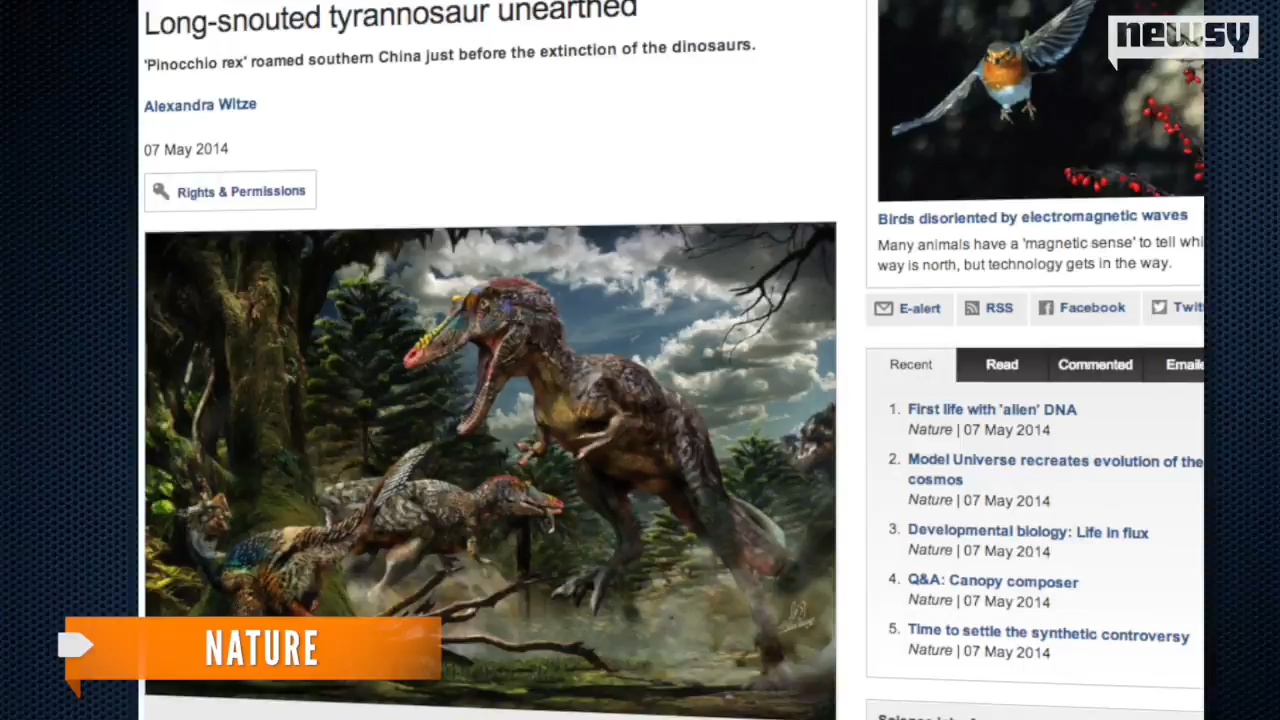 Long-snouted tyrannosaur unearthed
'Pinocchio rex' roamed southern China just before the extinction of the dinosaurs.
Alexandra Witze
07 May 2014
Rights & Permissions
NATURE
newsy
Birds disoriented by electromagnetic waves
Many animals have a 'magnetic sense' to tell whi
way is north, but technology gets in the way.
E-alert RSS Facebook Twit
Recent Read Commented Emaile
1. First life with 'alien' DNA
Nature | 07 May 2014
2. Model Universe recreates evolution of the
cosmos
Nature | 07 May 2014
3. Developmental biology: Life in flux
Nature | 07 May 2014
4. Q&A: Canopy composer
Nature | 07 May 2014
5. Time to settle the synthetic controversy
Nature | 07 May 2014